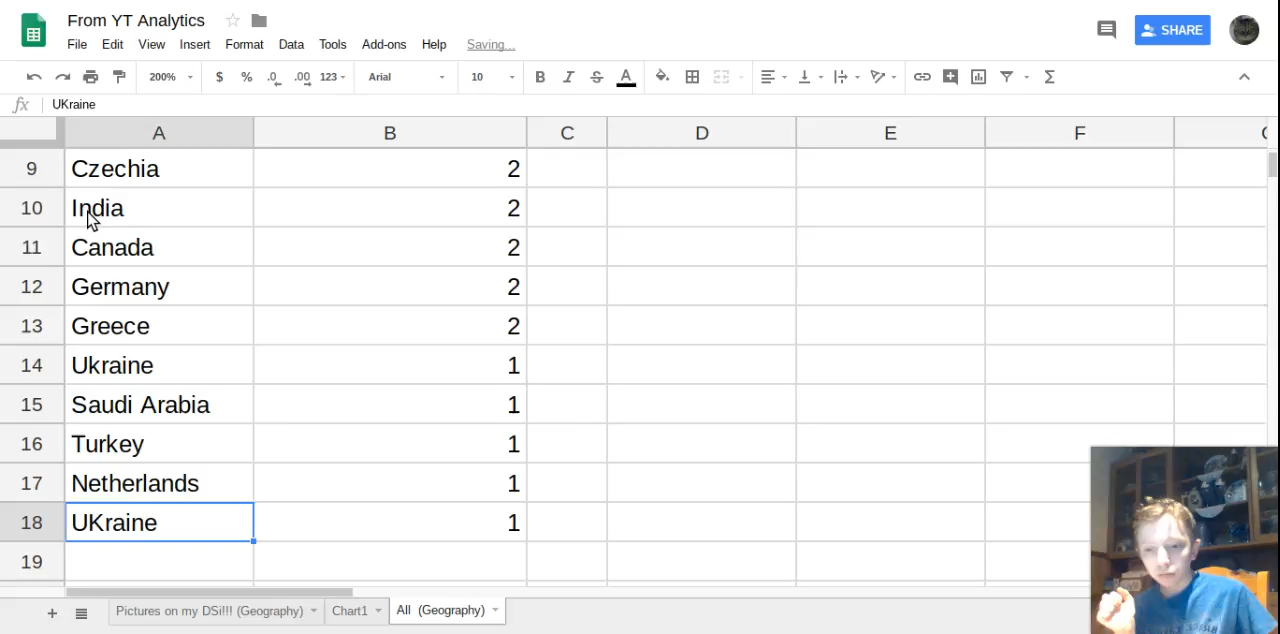 From YT Analytics
File Edit View Insert Format Data Tools Add-ons Help Saving...
SHARE
200% $ % .0 .00 123 Arial 10 B I S A Σ
fx UKraine
A B C D E F
9 Czechia 2
10 India 2
11 Canada 2
12 Germany 2
13 Greece 2
14 Ukraine 1
15 Saudi Arabia 1
16 Turkey 1
17 Netherlands 1
18 UKraine 1
19
+ Pictures on my DSi!!! (Geography) Chart1 All (Geography)